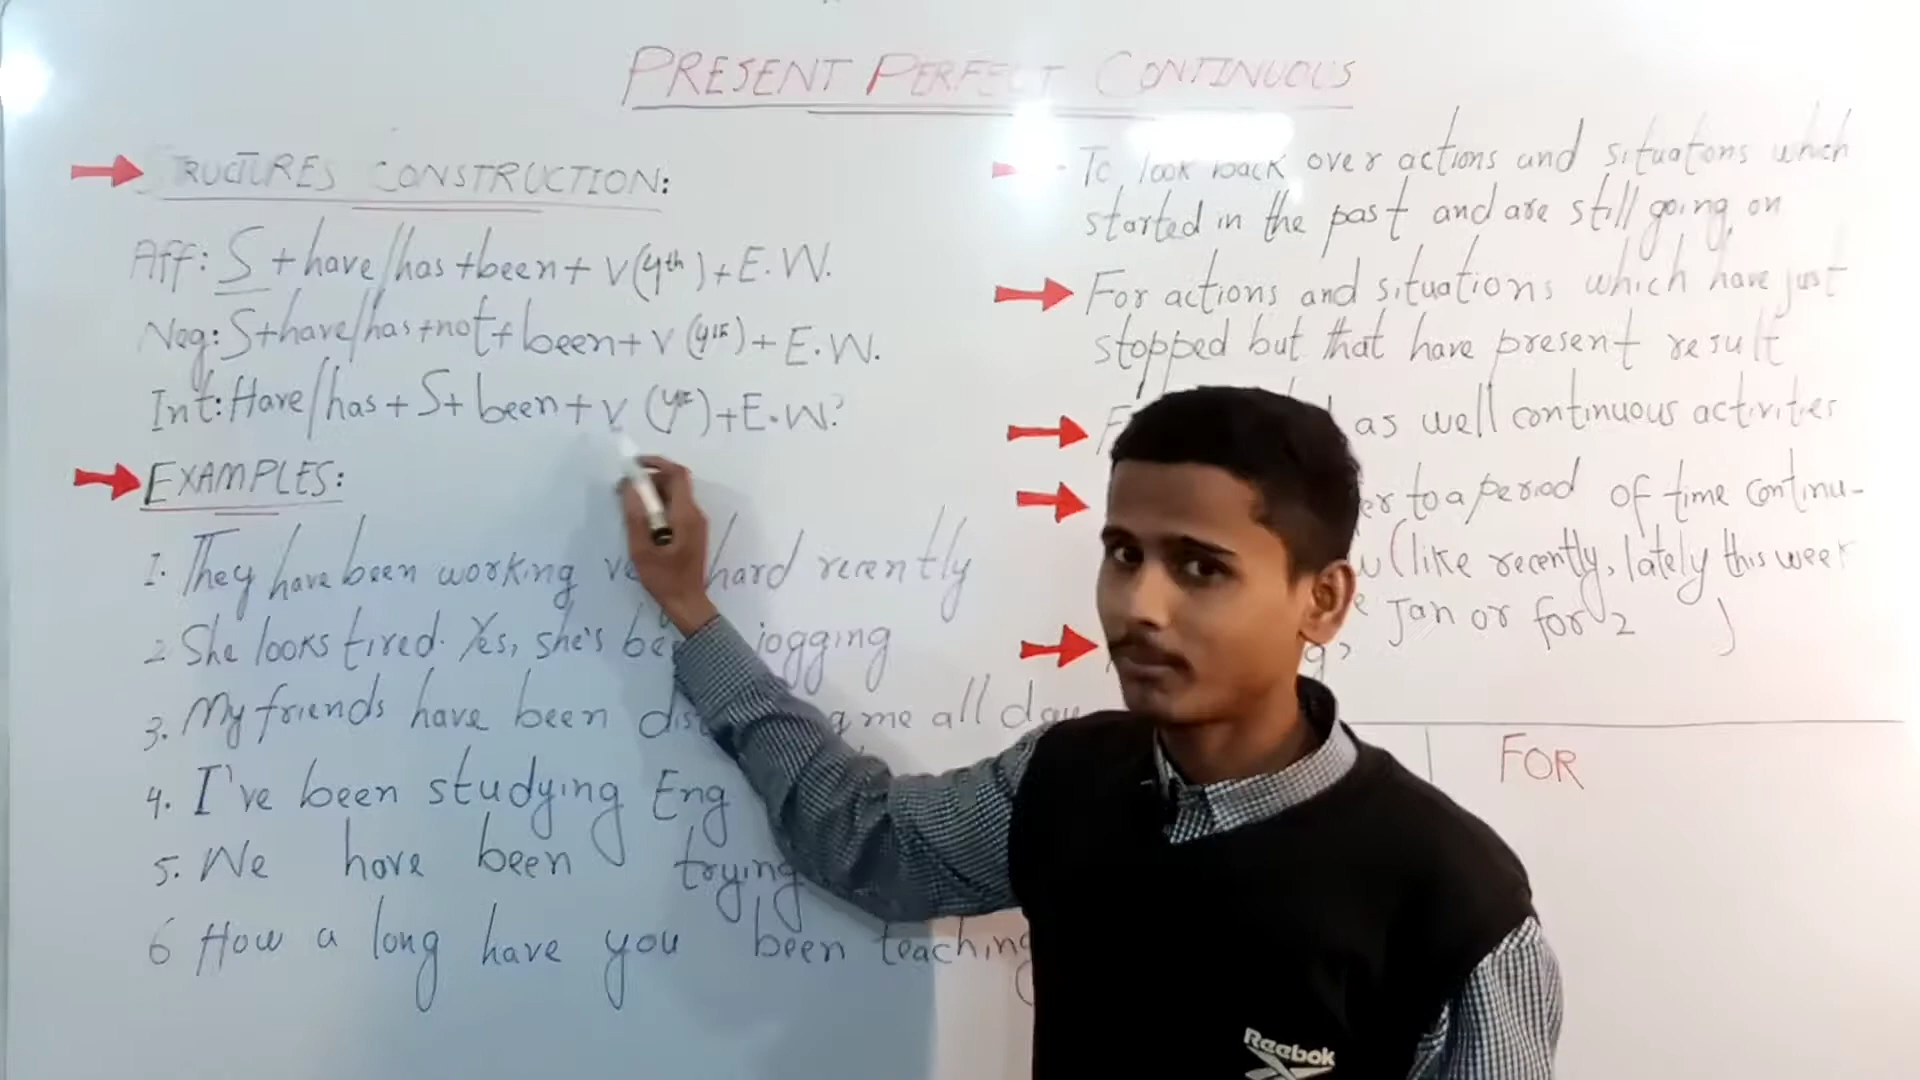 PRESENT PERFECT CONTINUOUS
STRUCTURES CONSTRUCTION:
Aff: S + have/has + been + V(4th) + E.W.
Neg: S + have/has + not + been + V (4th) + E.W.
Int: Have/has + S + been + V (4th) + E.W?
EXAMPLES:
1. They have been working hard recently
2. She looks tired. Yes, she's jogging
3. My friends have been me all day
4. I've been studying Eng
5. We have been trying
6 How a long have you been teaching
- To look back over actions and situatons which
started in the past and are still going on
For actions and situations which have just
stopped but that have present result
as well continuous activities
to a period of time continu-
(like recently, lately this week
Jan or for 2 )
FOR
Reebok